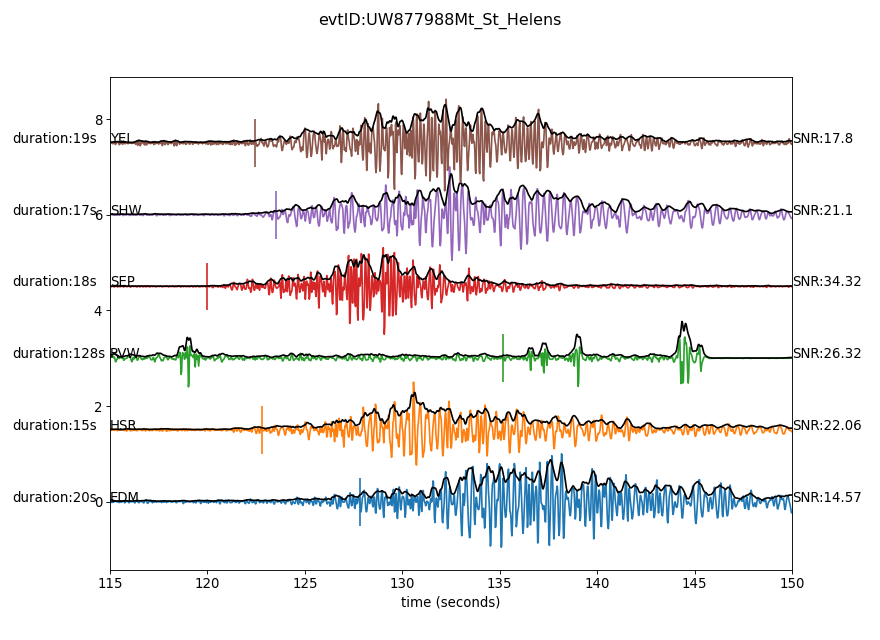 evtID:UW877988Mt_St_Helens
8
duration:19s YEL SNR:17.8
duration:17s 6 SHW SNR:21.1
duration:18s SEP SNR:34.32
4
duration:128s RVW SNR:26.32
2
duration:15s HSR SNR:22.06
duration:20s 0 EDM SNR:14.57
115 120 125 130 135 140 145 150
time (seconds)